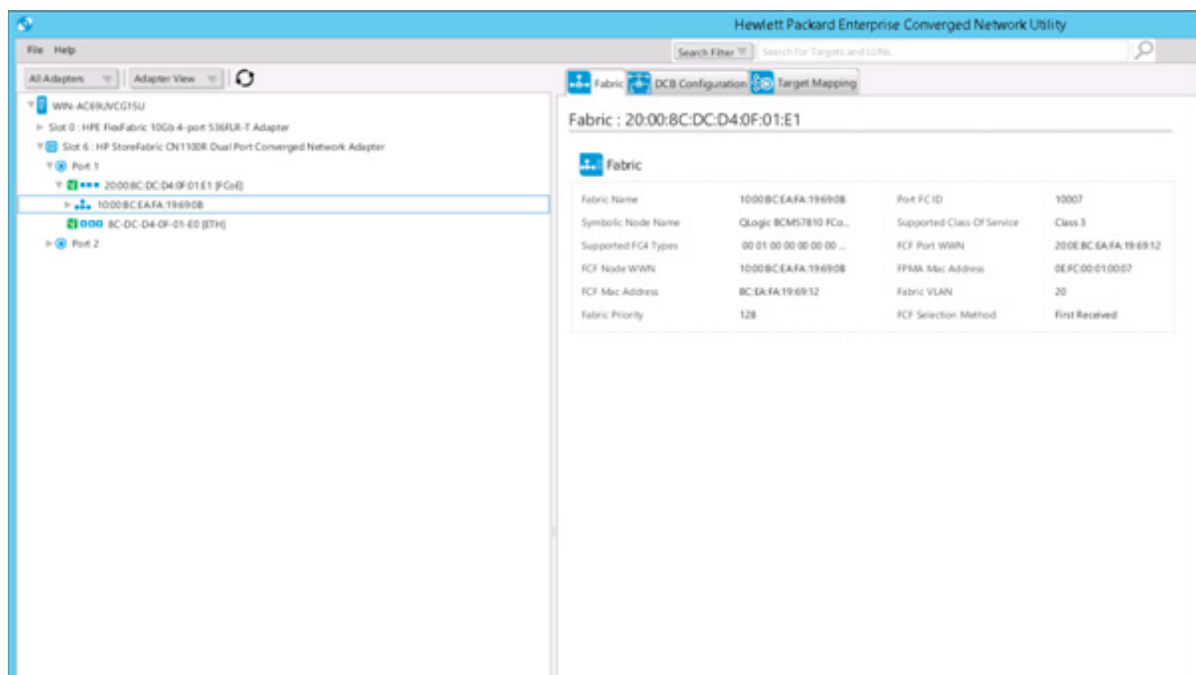 Hewlett Packard Enterprise Converged Network Utility
File Help
Search Filter Search for Targets and LUNs.
All Adapters Adapter View
Fabric DCB Configuration Target Mapping
WIN-AC69UVCG15U
Slot 0 : HPE FlexFabric 10Gb 4-port 536FLR-T Adapter
Slot 6 : HP StoreFabric CN1100R Dual Port Converged Network Adapter
Port 1
20:00:8C:DC:D4:0F:01:E1 [FCoE]
10:00:BC:EA:FA:19:69:08
8C-DC-D4-0F-01-E0 [ETH]
Port 2
Fabric : 20:00:8C:DC:D4:0F:01:E1
Fabric
Fabric Name 10:00:BC:EA:FA:19:69:08 Port FC ID 10007
Symbolic Node Name QLogic BCM57810 FCo... Supported Class Of Service Class 3
Supported FC4 Types 00 01 00 00 00 00 00 ... FCF Port WWN 20:0E:BC:EA:FA:19:69:12
FCF Node WWN 10:00:BC:EA:FA:19:69:08 FPMA Mac Address 0E:FC:00:01:00:07
FCF Mac Address BC:EA:FA:19:69:12 Fabric VLAN 20
Fabric Priority 128 FCF Selection Method First Received